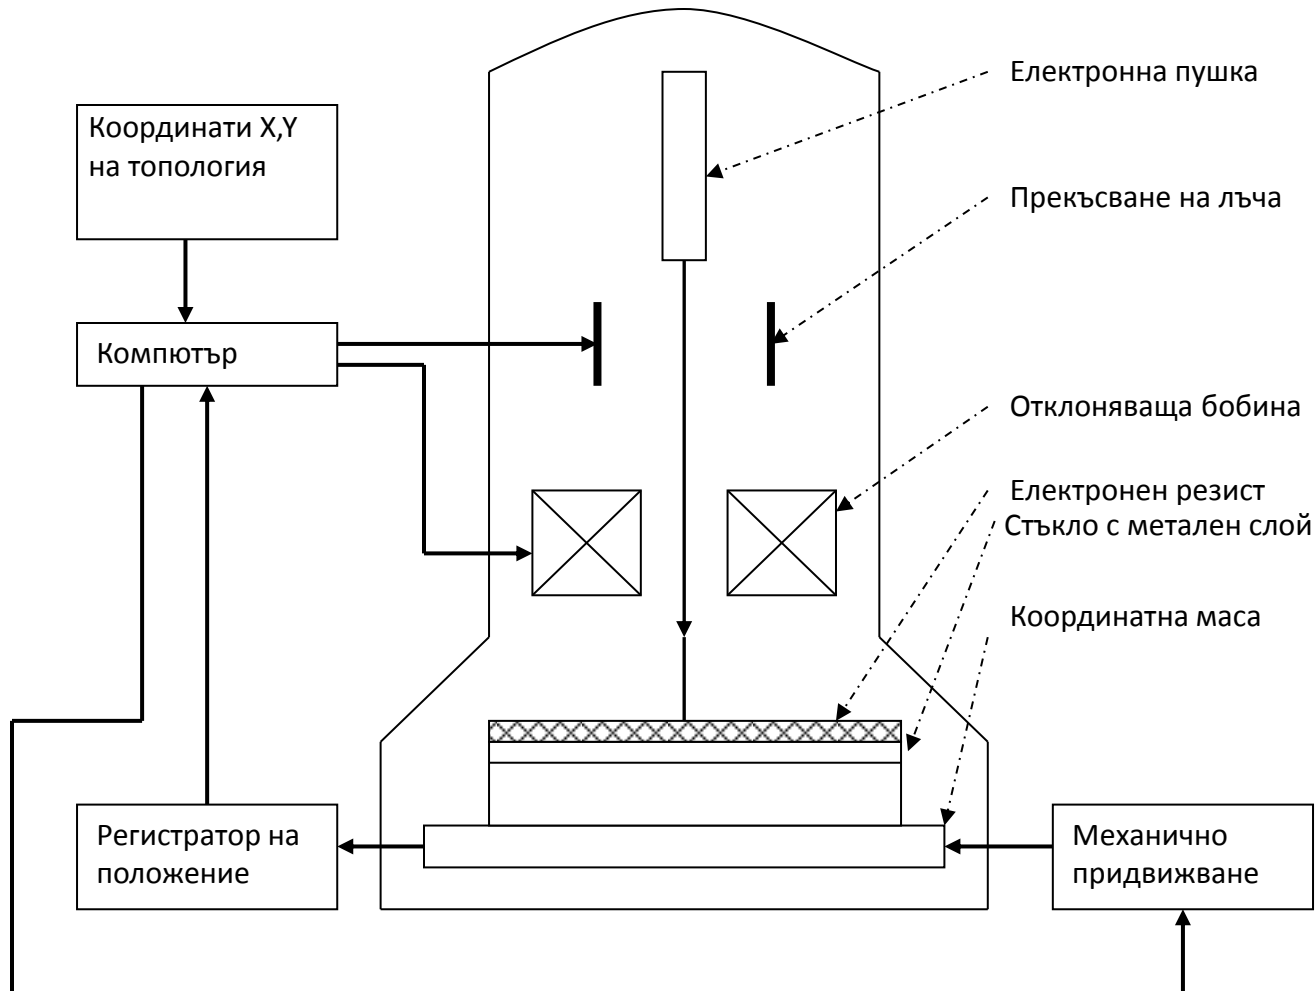 Електронна пушка
Координати X,Y
на топология
Прекъсване на лъча
Компютър
Отклоняваща бобина
Електронен резист
Стъкло с метален слой
Координатна маса
Регистратор на
положение
Механично
придвижване